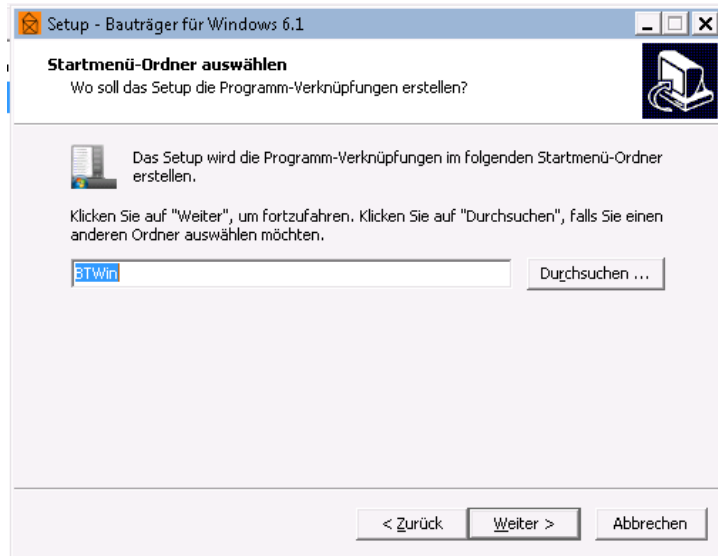 Setup - Bauträger für Windows 6.1
Startmenü-Ordner auswählen
Wo soll das Setup die Programm-Verknüpfungen erstellen?
Das Setup wird die Programm-Verknüpfungen im folgenden Startmenü-Ordner
erstellen.
Klicken Sie auf "Weiter", um fortzufahren. Klicken Sie auf "Durchsuchen", falls Sie einen
anderen Ordner auswählen möchten.
BTWin
Durchsuchen ...
< Zurück
Weiter >
Abbrechen